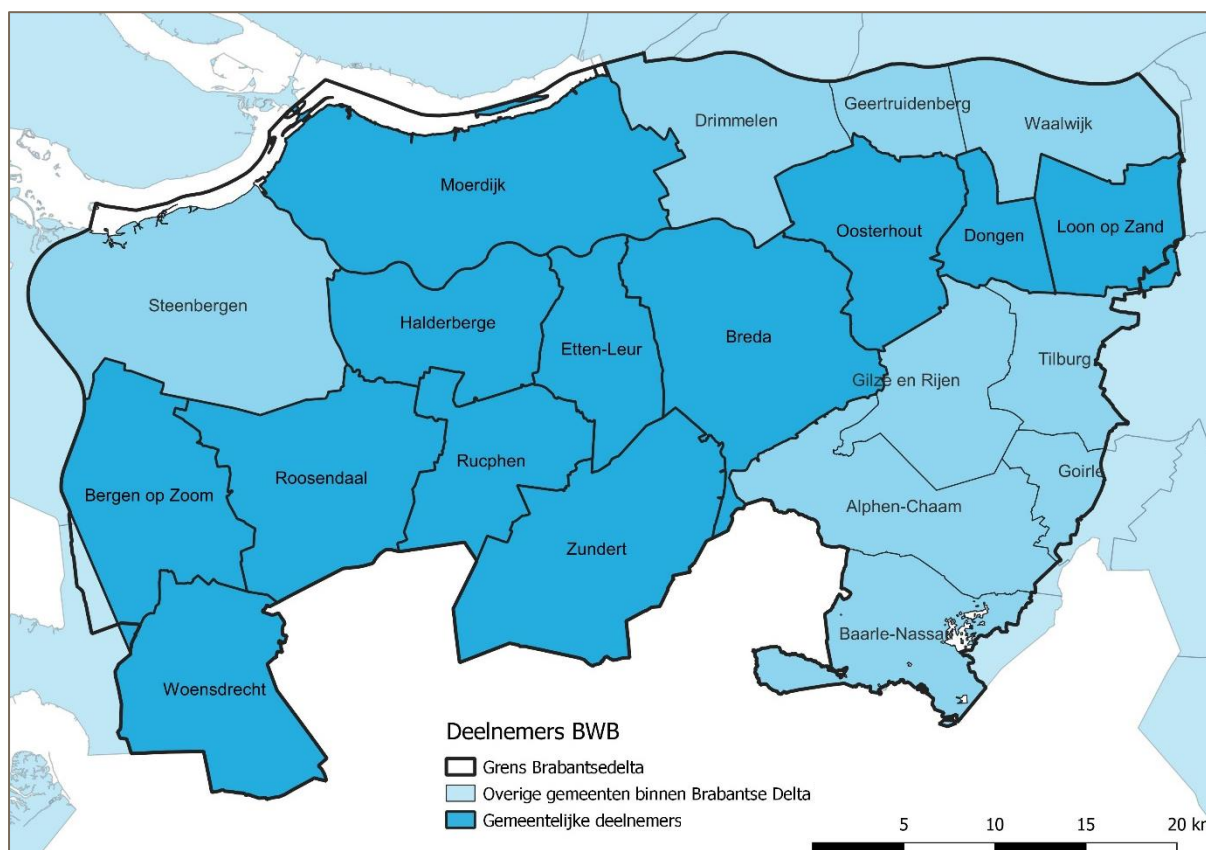 Drimmelen
Geertruidenberg
Waalwijk
Moerdijk
Oosterhout
Dongen
Loon op Zand
Steenbergen
Halderberge
Etten-Leur
Breda
Gilze en Rijen
Tilburg
Bergen op Zoom
Roosendaal
Rucphen
Goirle
Alphen-Chaam
Zundert
Baarle-Nassau
Woensdrecht
Deelnemers BWB
Grens Brabantsedelta
Overige gemeenten binnen Brabantse Delta
Gemeentelijke deelnemers
5 10 15 20 km